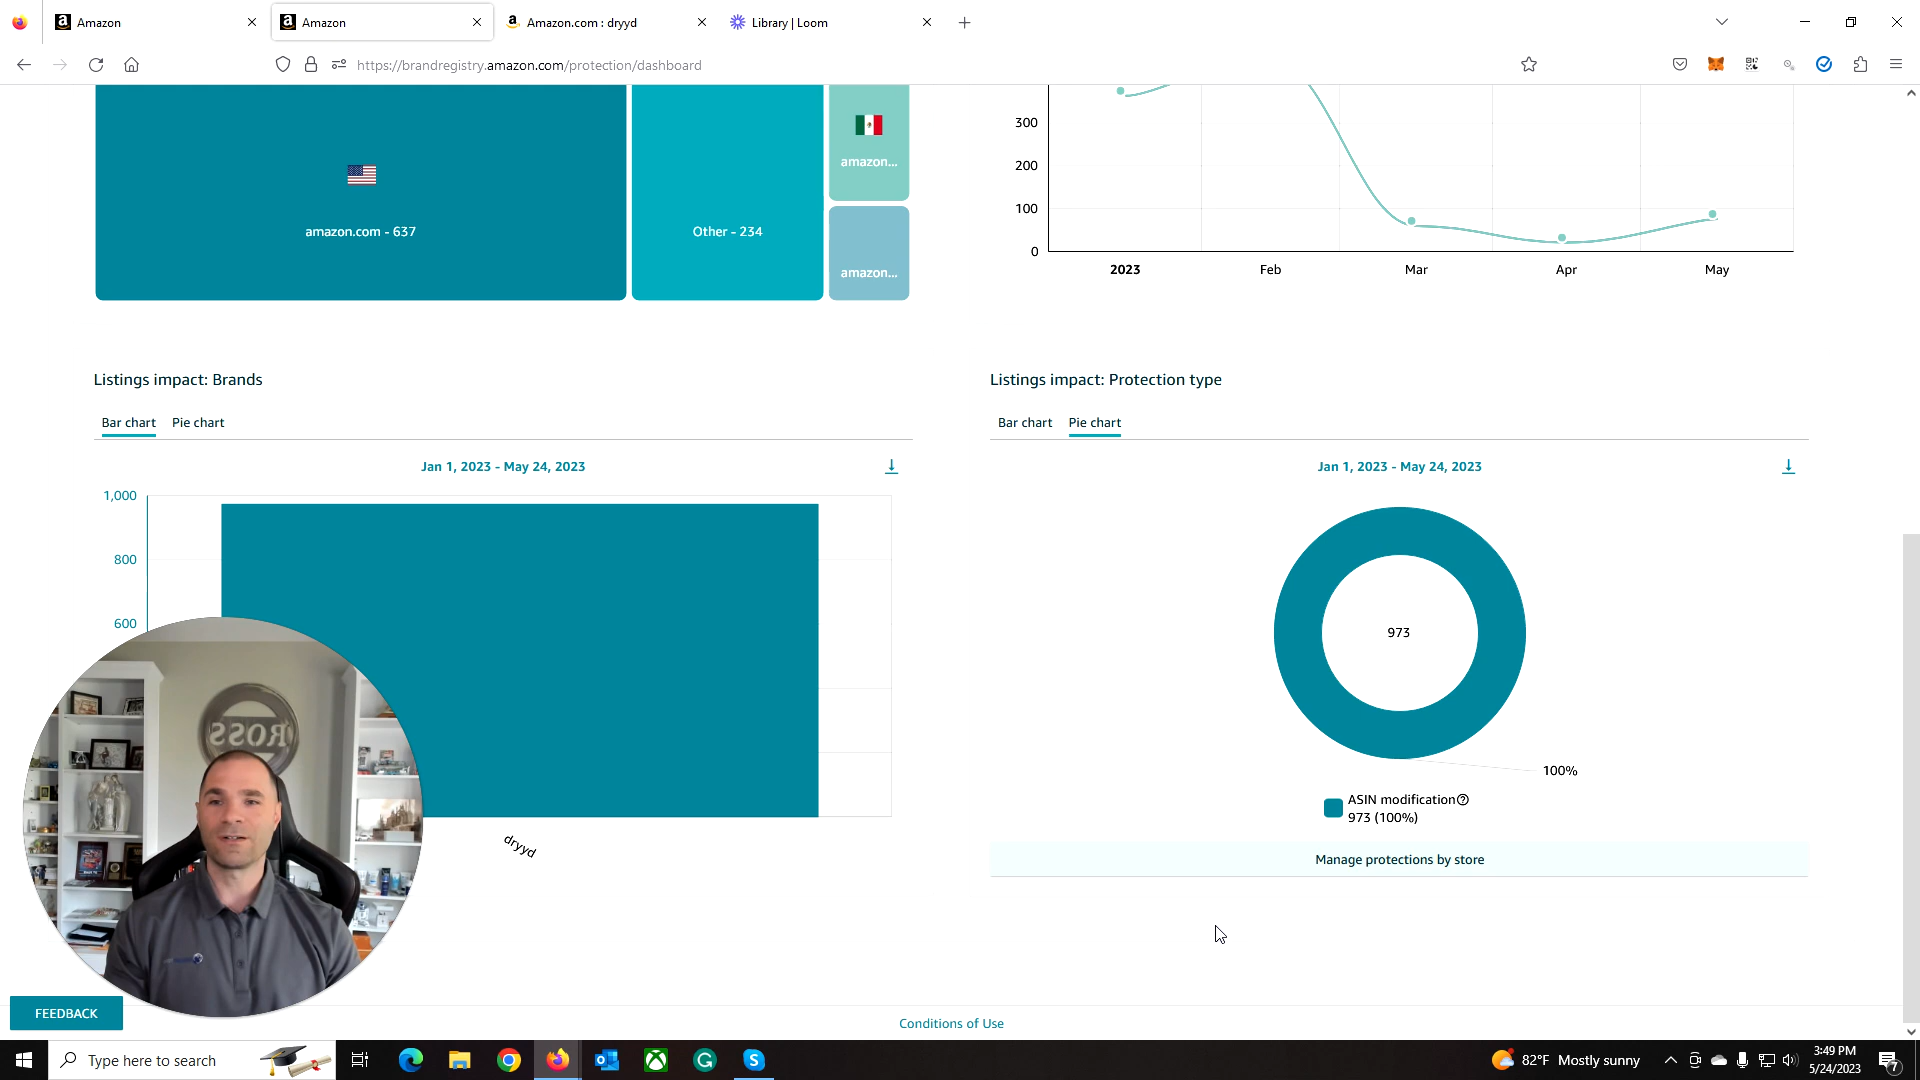 Amazon
Amazon
Amazon.com : dryyd
Library | Loom
https://brandregistry.amazon.com/protection/dashboard
amazon.com - 637
Other - 234
amazon...
amazon...
300
200
100
0
2023
Feb
Mar
Apr
May
Listings impact: Brands
Bar chart
Pie chart
Jan 1, 2023 - May 24, 2023
1,000
800
600
dryyd
Listings impact: Protection type
Bar chart
Pie chart
Jan 1, 2023 - May 24, 2023
973
100%
ASIN modification
973 (100%)
Manage protections by store
ROSS
FEEDBACK
Conditions of Use
Type here to search
82°F Mostly sunny
3:49 PM
5/24/2023
7